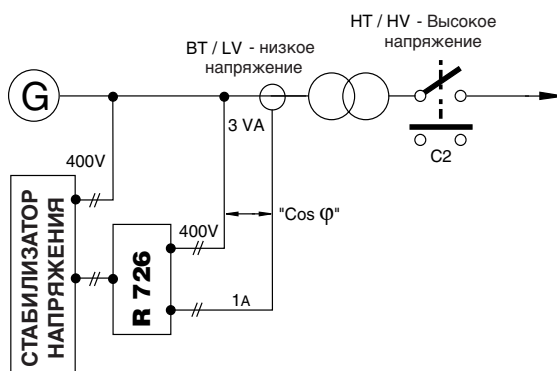 HT / HV - Высокое
напряжение
BT / LV - низкое
напряжение
G
3 VA
C2
400V
"Cos φ"
400V
СТАБИЛИЗАТОР
НАПРЯЖЕНИЯ
R 726
1A